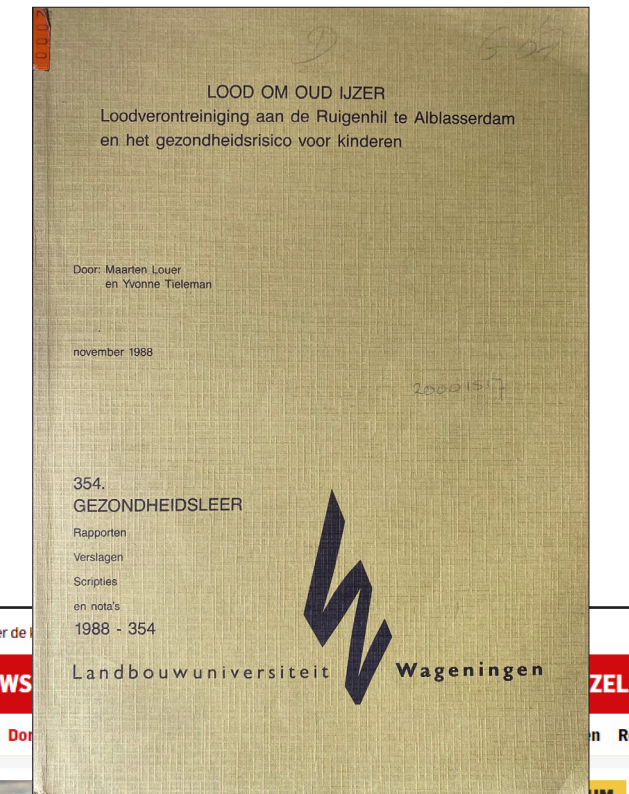 LOOD OM OUD IJZER
Loodverontreiniging aan de Ruigenhil te Alblasserdam
en het gezondheidsrisico voor kinderen
Door: Maarten Louer
en Yvonne Tieleman
november 1988
20001517
354.
GEZONDHEIDSLEER
Rapporten
Verslagen
Scripties
en nota's
1988 - 354
Landbouwuniversiteit Wageningen